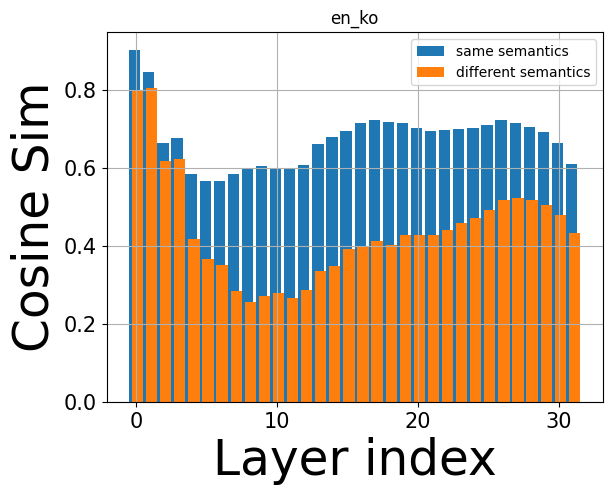 en_ko
same semantics
different semantics
Cosine Sim
0.8
0.6
0.4
0.2
0.0
0 10 20 30
Layer index